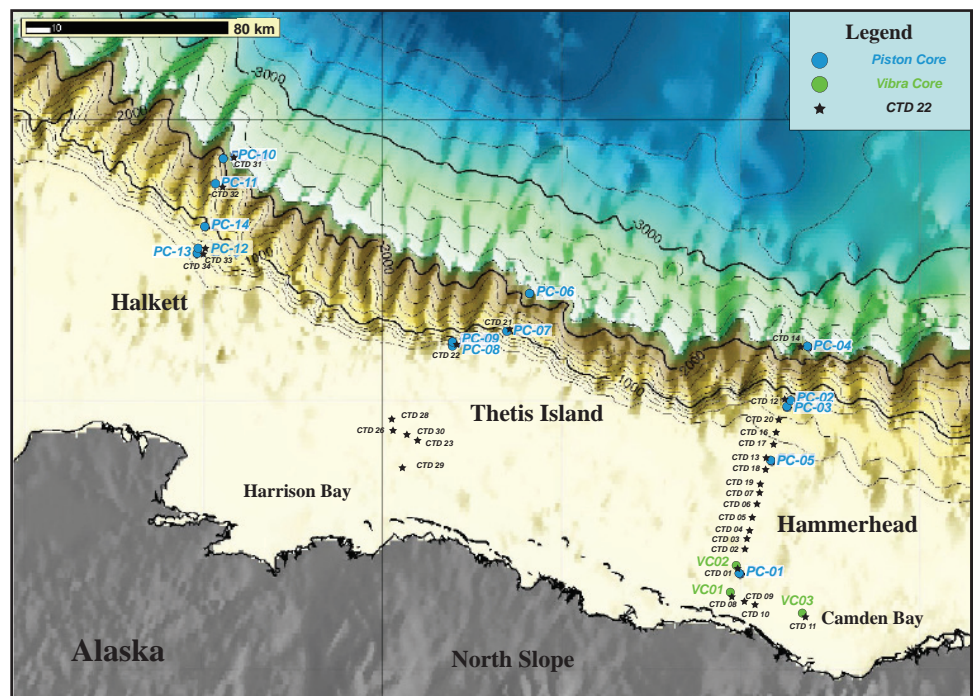 10
80 km
Legend
Piston Core
Vibra Core
CTD 22
-3000
2000
PC-10
CTD 31
PC-11
CTD 32
PC-14
PC-13
PC-12
CTD 33
CTD 34
1000
Halkett
2000
-3000
PC-06
CTD 21
PC-07
PC-09
PC-08
CTD 22
CTD 14
PC-04
2000
1000
CTD 12
PC-02
PC-03
Thetis Island
CTD 28
CTD 26
CTD 30
CTD 23
CTD 29
Harrison Bay
CTD 20
CTD 16
CTD 17
CTD 13
PC-05
CTD 18
CTD 19
CTD 07
CTD 06
CTD 05
CTD 04
CTD 03
CTD 02
Hammerhead
VC02
CTD 01
PC-01
VC01
CTD 08
CTD 09
CTD 10
VC03
CTD 11
Camden Bay
Alaska
North Slope